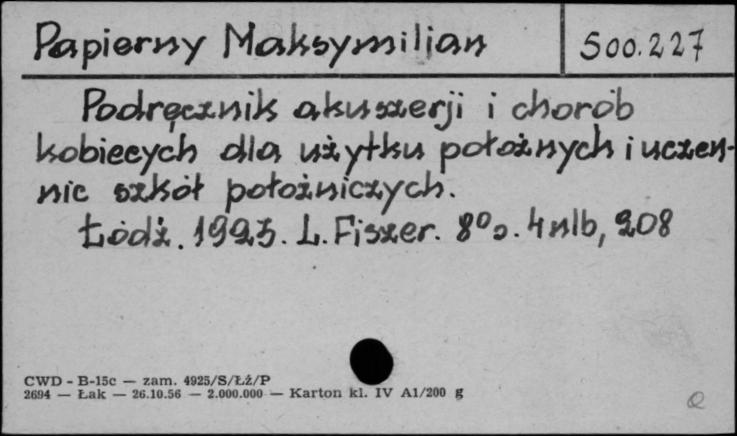 Papierny Maksymilian
500.227
Podręcznik akuszerji i chorób
kobiecych dla użytku położnych i uczen-
nic szkół położniczych.
Łódź. 1925. L. Fiszer. 8⁰ s. 4 nlb, 208
CWD - B-15c — zam. 4925/S/Łź/P
2694 — Łak — 26.10.56 — 2.000.000 — Karton kl. IV A1/200 g